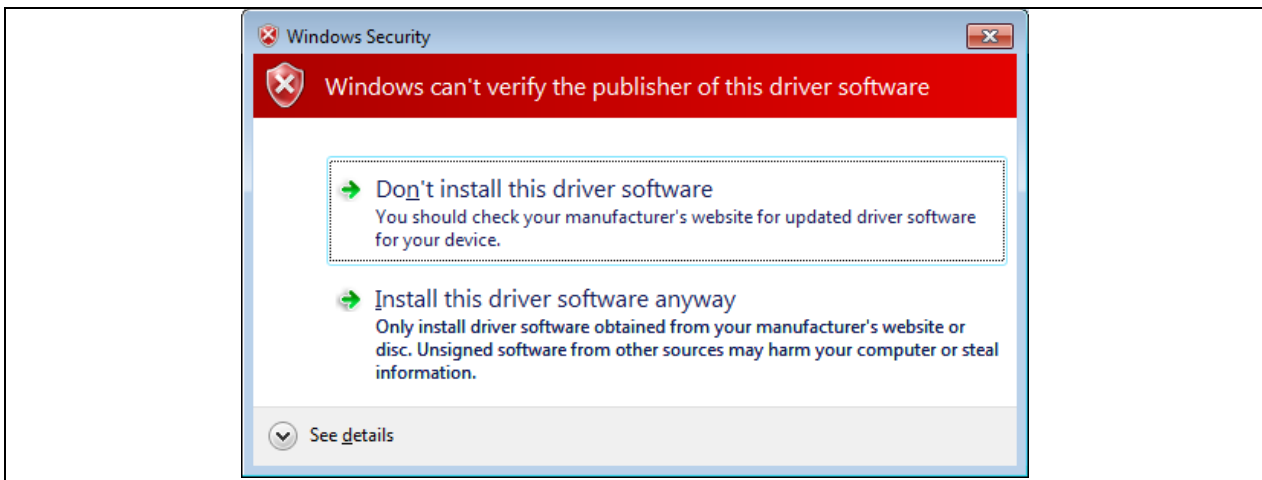 Windows Security
Windows can't verify the publisher of this driver software
Don't install this driver software
You should check your manufacturer's website for updated driver software
for your device.
Install this driver software anyway
Only install driver software obtained from your manufacturer's website or
disc. Unsigned software from other sources may harm your computer or steal
information.
See details